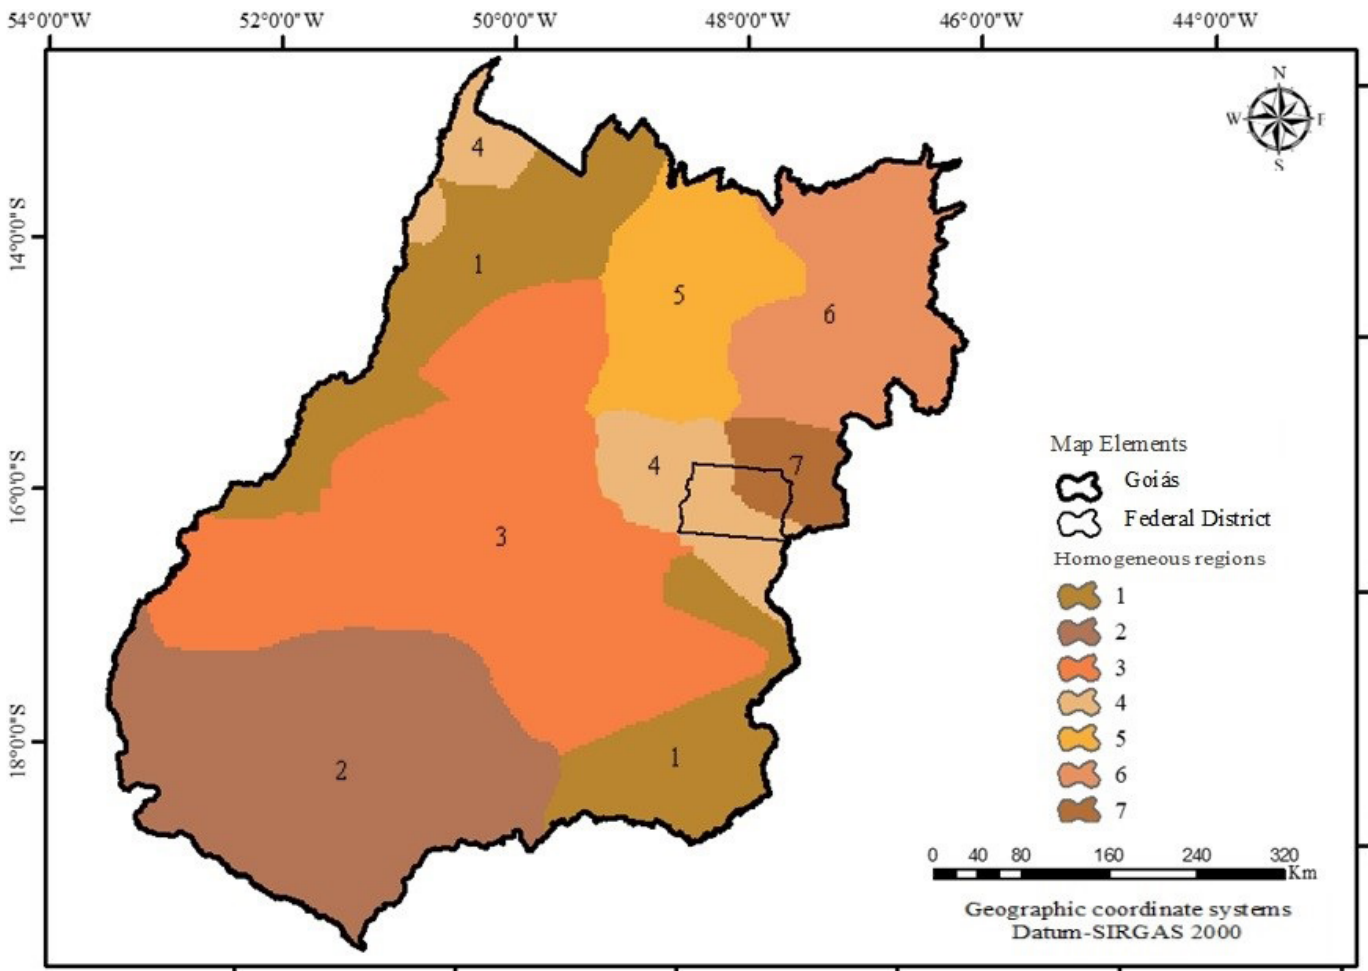 54°0'0"W 52°0'0"W 50°0'0"W 48°0'0"W 46°0'0"W 44°0'0"W
N
W E
S
4
14°0'0"S
1
5
6
4
7
16°0'0"S
3
18°0'0"S
2
1
Map Elements
Goiás
Federal District
Homogeneous regions
1
2
3
4
5
6
7
0 40 80 160 240 320
Km
Geographic coordinate systems
Datum-SIRGAS 2000